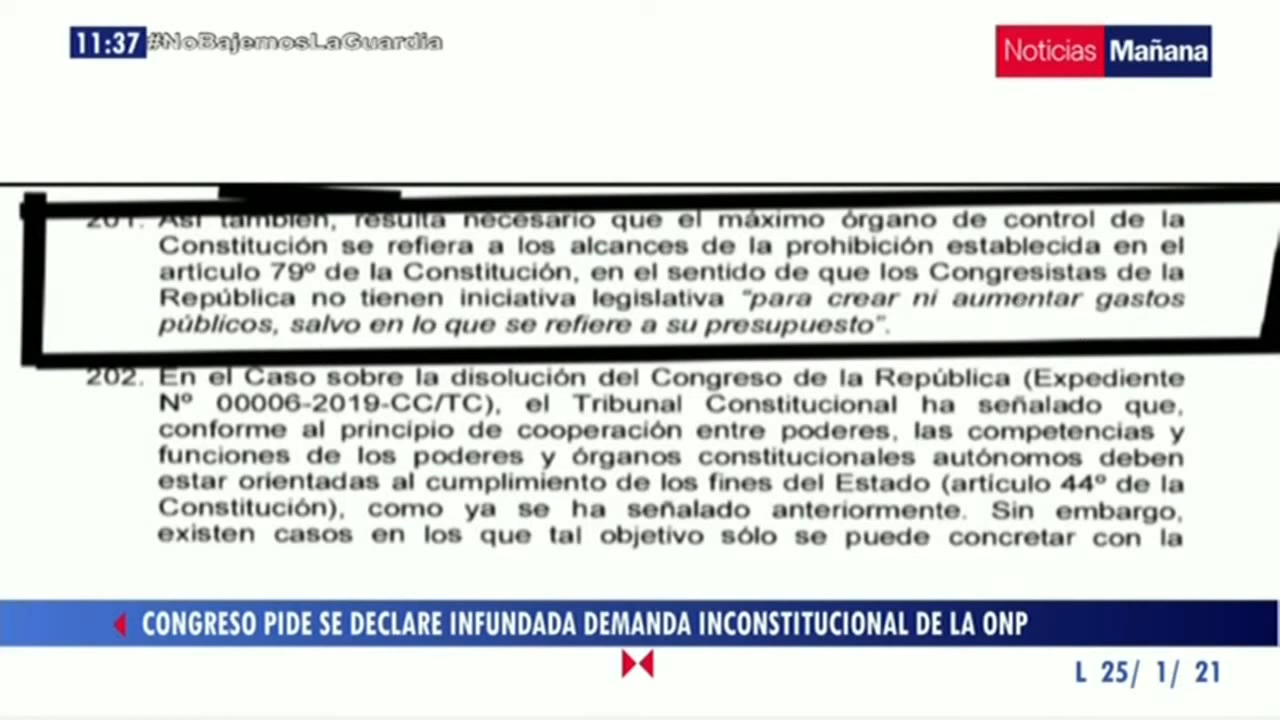 11:37 #NoBajemosLaGuardia
Noticias Mañana
201. Así también, resulta necesario que el máximo órgano de control de la
Constitución se refiera a los alcances de la prohibición establecida en el
artículo 79º de la Constitución, en el sentido de que los Congresistas de la
República no tienen iniciativa legislativa "para crear ni aumentar gastos
públicos, salvo en lo que se refiere a su presupuesto".
202. En el Caso sobre la disolución del Congreso de la República (Expediente
Nº 00006-2019-CC/TC), el Tribunal Constitucional ha señalado que,
conforme al principio de cooperación entre poderes, las competencias y
funciones de los poderes y órganos constitucionales autónomos deben
estar orientadas al cumplimiento de los fines del Estado (artículo 44º de la
Constitución), como ya se ha señalado anteriormente. Sin embargo,
existen casos en los que tal objetivo sólo se puede concretar con la
CONGRESO PIDE SE DECLARE INFUNDADA DEMANDA INCONSTITUCIONAL DE LA ONP
L 25/ 1/ 21